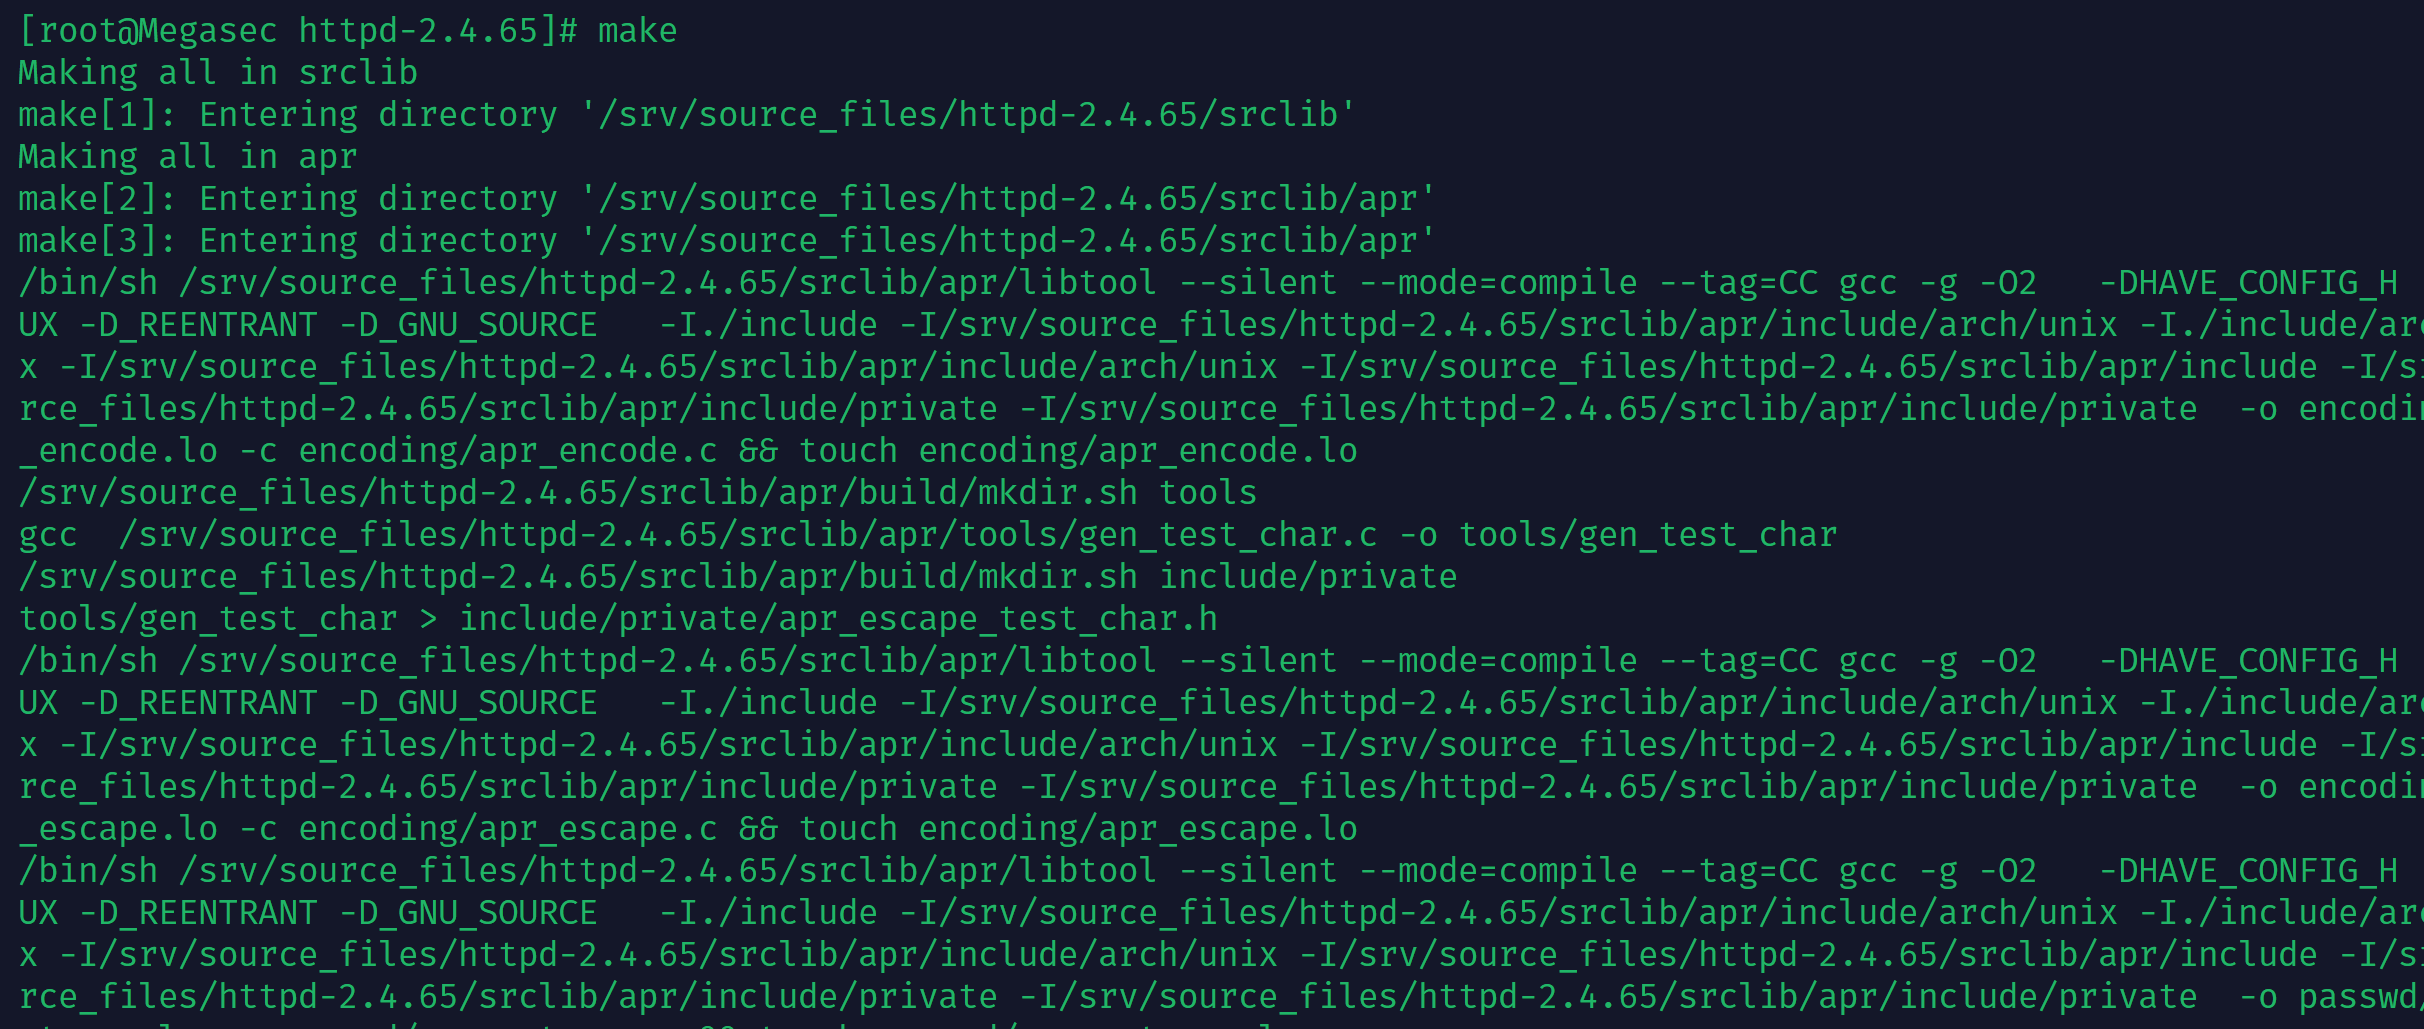 [root@Megasec httpd-2.4.65]# make
Making all in srclib
make[1]: Entering directory '/srv/source_files/httpd-2.4.65/srclib'
Making all in apr
make[2]: Entering directory '/srv/source_files/httpd-2.4.65/srclib/apr'
make[3]: Entering directory '/srv/source_files/httpd-2.4.65/srclib/apr'
/bin/sh /srv/source_files/httpd-2.4.65/srclib/apr/libtool --silent --mode=compile --tag=CC gcc -g -O2   -DHAVE_CONFIG_H
UX -D_REENTRANT -D_GNU_SOURCE   -I./include -I/srv/source_files/httpd-2.4.65/srclib/apr/include/arch/unix
x -I/srv/source_files/httpd-2.4.65/srclib/apr/include/arch/unix -I/srv/source_files/httpd-2.4.65/srclib/apr/include
rce_files/httpd-2.4.65/srclib/apr/include/private -I/srv/source_files/httpd-2.4.65/srclib/apr/include/private  -o
_encode.lo -c encoding/apr_encode.c && touch encoding/apr_encode.lo
/srv/source_files/httpd-2.4.65/srclib/apr/build/mkdir.sh tools
gcc  /srv/source_files/httpd-2.4.65/srclib/apr/tools/gen_test_char.c -o tools/gen_test_char
/srv/source_files/httpd-2.4.65/srclib/apr/build/mkdir.sh include/private
tools/gen_test_char > include/private/apr_escape_test_char.h
/bin/sh /srv/source_files/httpd-2.4.65/srclib/apr/libtool --silent --mode=compile --tag=CC gcc -g -O2   -DHAVE_CONFIG_H
UX -D_REENTRANT -D_GNU_SOURCE   -I./include -I/srv/source_files/httpd-2.4.65/srclib/apr/include/arch/unix
x -I/srv/source_files/httpd-2.4.65/srclib/apr/include/arch/unix -I/srv/source_files/httpd-2.4.65/srclib/apr/include
rce_files/httpd-2.4.65/srclib/apr/include/private -I/srv/source_files/httpd-2.4.65/srclib/apr/include/private  -o
_escape.lo -c encoding/apr_escape.c && touch encoding/apr_escape.lo
/bin/sh /srv/source_files/httpd-2.4.65/srclib/apr/libtool --silent --mode=compile --tag=CC gcc -g -O2   -DHAVE_CONFIG_H
UX -D_REENTRANT -D_GNU_SOURCE   -I./include -I/srv/source_files/httpd-2.4.65/srclib/apr/include/arch/unix
x -I/srv/source_files/httpd-2.4.65/srclib/apr/include/arch/unix -I/srv/source_files/httpd-2.4.65/srclib/apr/include
rce_files/httpd-2.4.65/srclib/apr/include/private -I/srv/source_files/httpd-2.4.65/srclib/apr/include/private  -o passwd/